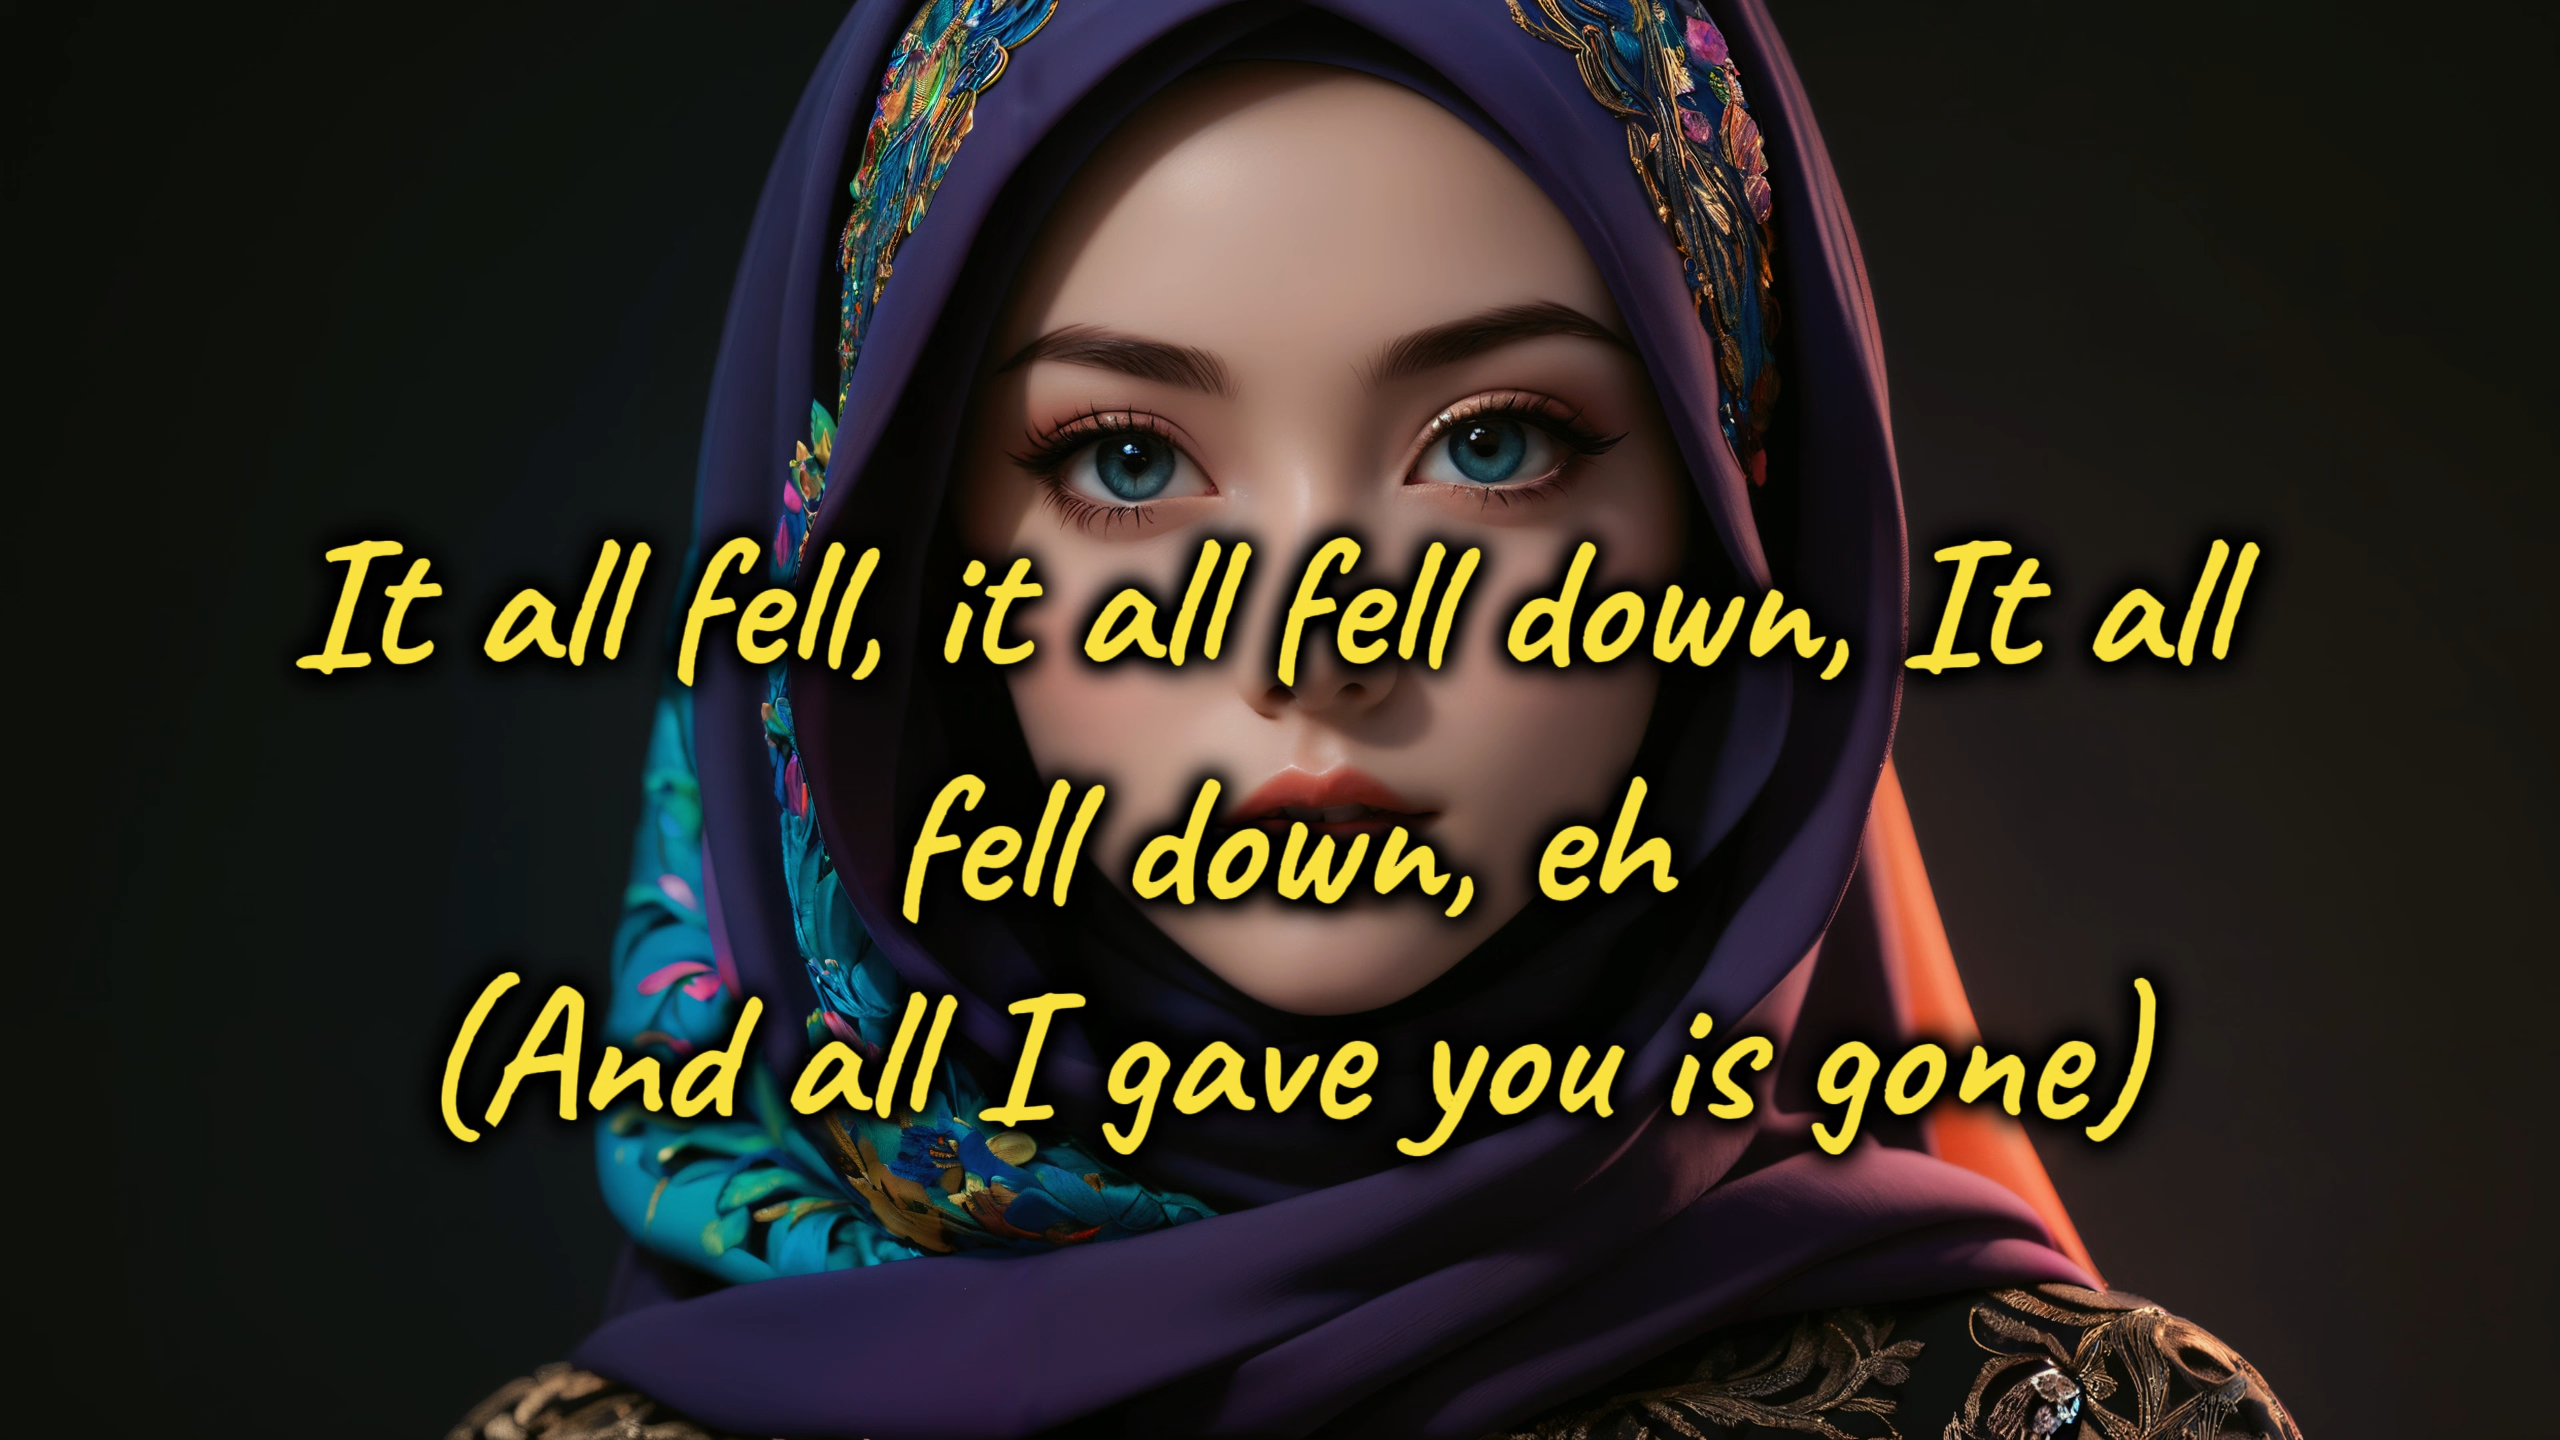 It all fell, it all fell down, It all
fell down, eh
(And all I gave you is gone)